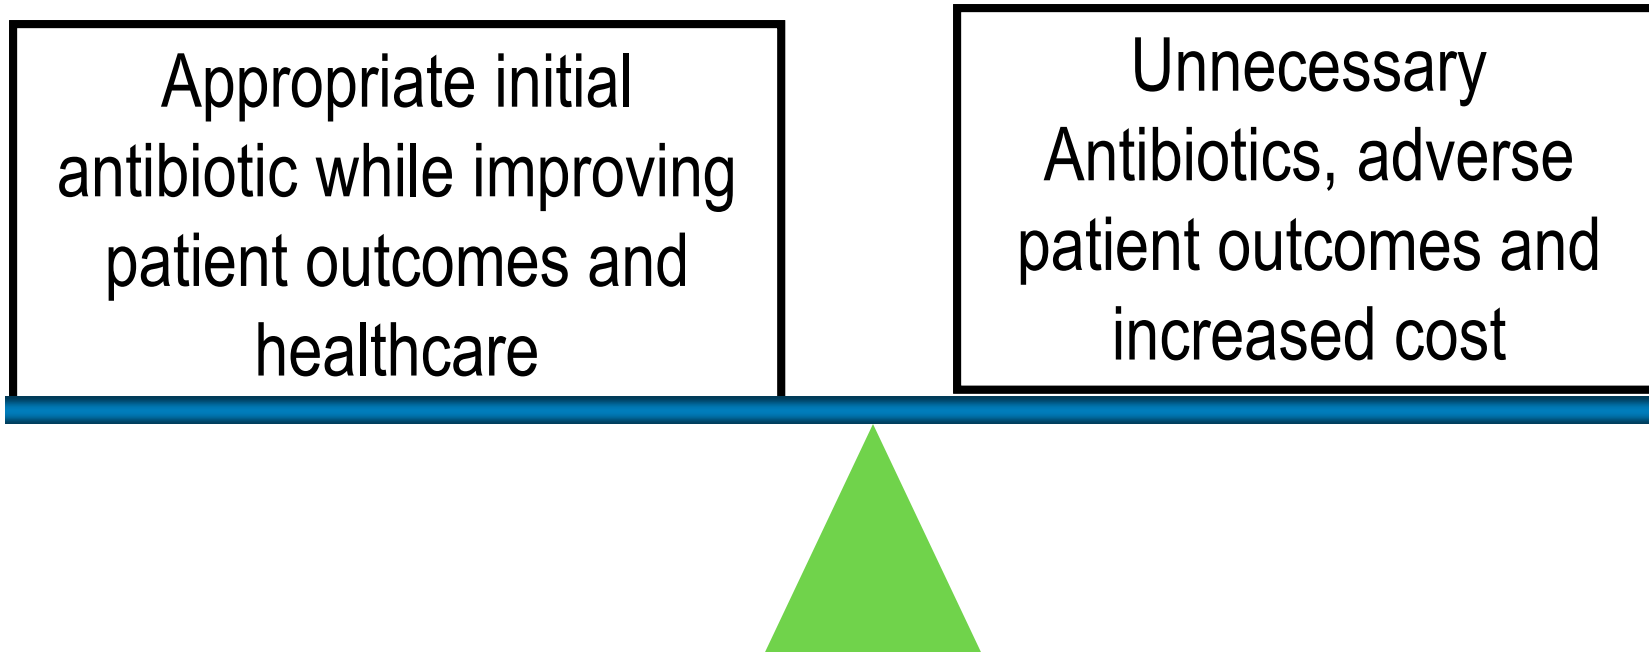 Appropriate initial
antibiotic while improving
patient outcomes and
healthcare
Unnecessary
Antibiotics, adverse
patient outcomes and
increased cost